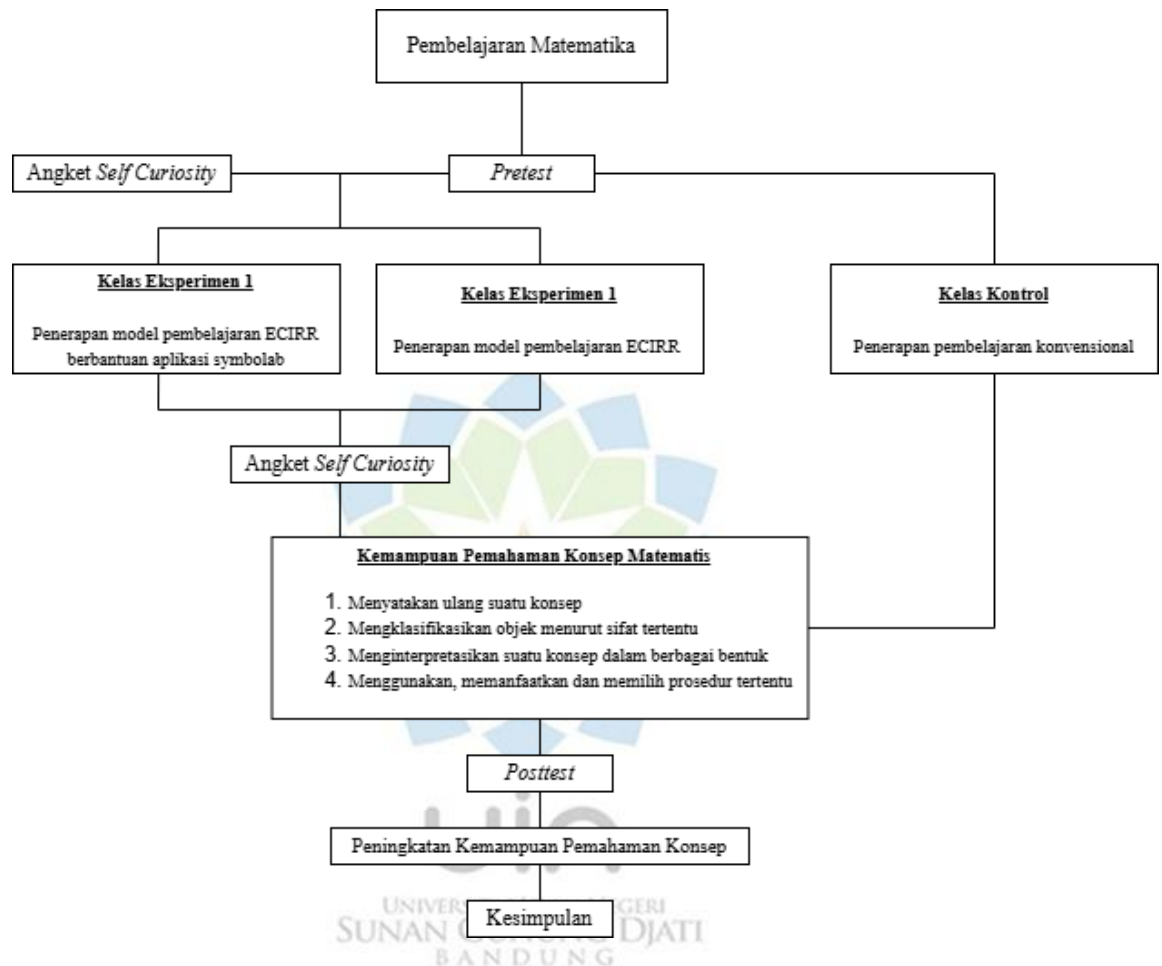 Pembelajaran Matematika
Angket Self Curiosity
Pretest
Kelas Eksperimen 1
Penerapan model pembelajaran ECIRR
berbantuan aplikasi symbolab
Kelas Eksperimen 1
Penerapan model pembelajaran ECIRR
Kelas Kontrol
Penerapan pembelajaran konvensional
Angket Self Curiosity
Kemampuan Pemahaman Konsep Matematis
1. Menyatakan ulang suatu konsep
2. Mengklasifikasikan objek menurut sifat tertentu
3. Menginterpretasikan suatu konsep dalam berbagai bentuk
4. Menggunakan, memanfaatkan dan memilih prosedur tertentu
Posttest
uin
Peningkatan Kemampuan Pemahaman Konsep
Kesimpulan
SUNAN DJATI
BANDUNG